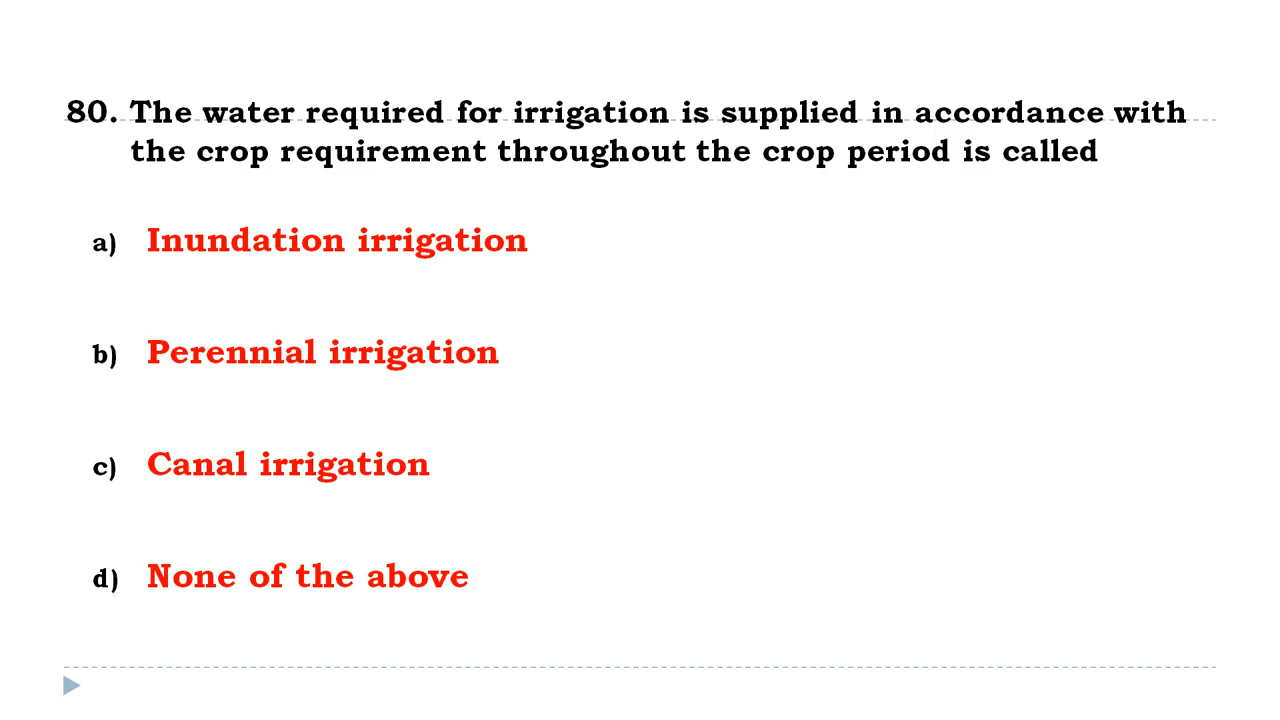 80. The water required for irrigation is supplied in accordance with
the crop requirement throughout the crop period is called
a) Inundation irrigation
b) Perennial irrigation
c) Canal irrigation
d) None of the above